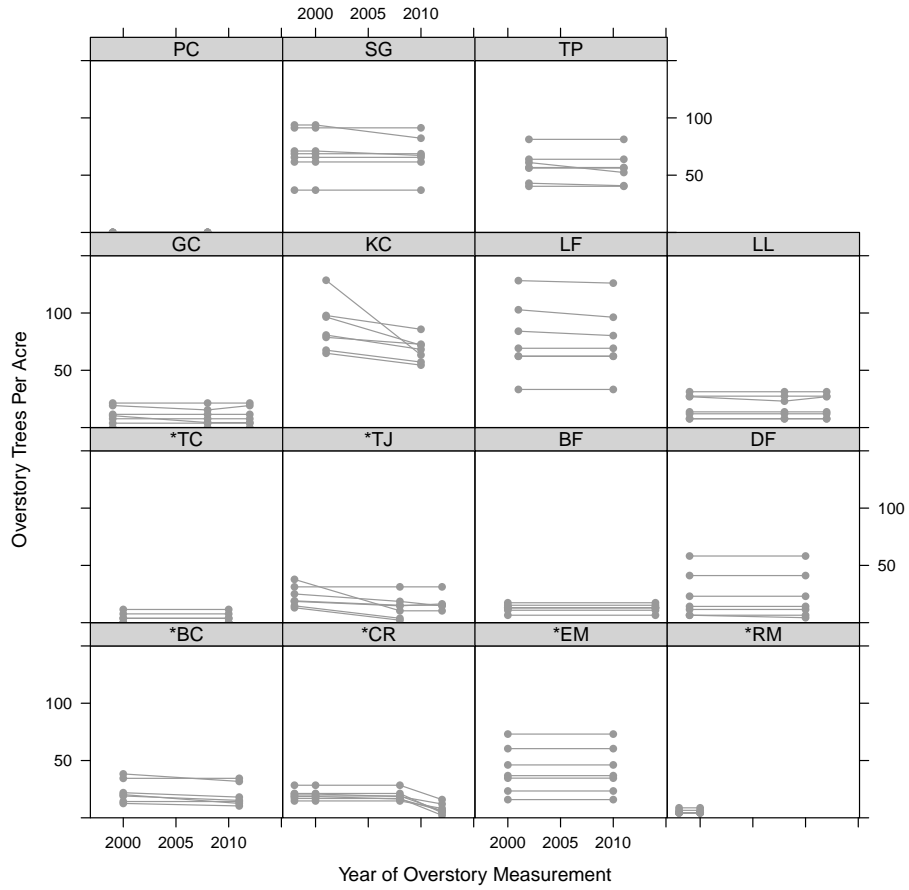 2000 2005 2010
PC SG TP
100
50
GC KC LF LL
100
50
*TC *TJ BF DF
100
50
*BC *CR *EM *RM
100
50
2000 2005 2010 2000 2005 2010
Overstory Trees Per Acre
Year of Overstory Measurement